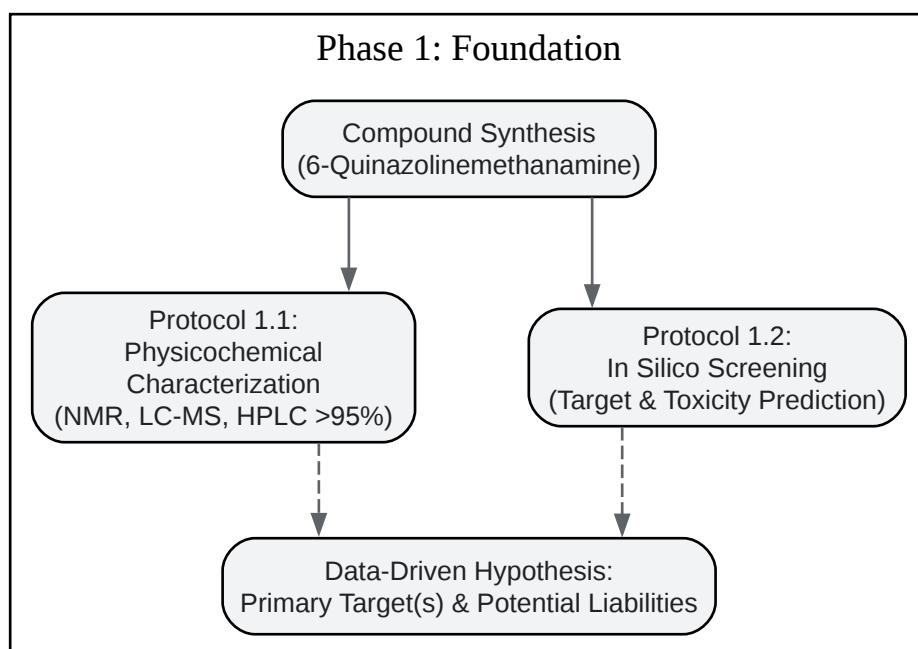 Phase 1: Foundation
Compound Synthesis
(6-Quinazolinemethanamine)
Protocol 1.1:
Physicochemical
Characterization
(NMR, LC-MS, HPLC >95%)
Protocol 1.2:
In Silico Screening
(Target & Toxicity Prediction)
Data-Driven Hypothesis:
Primary Target(s) & Potential Liabilities